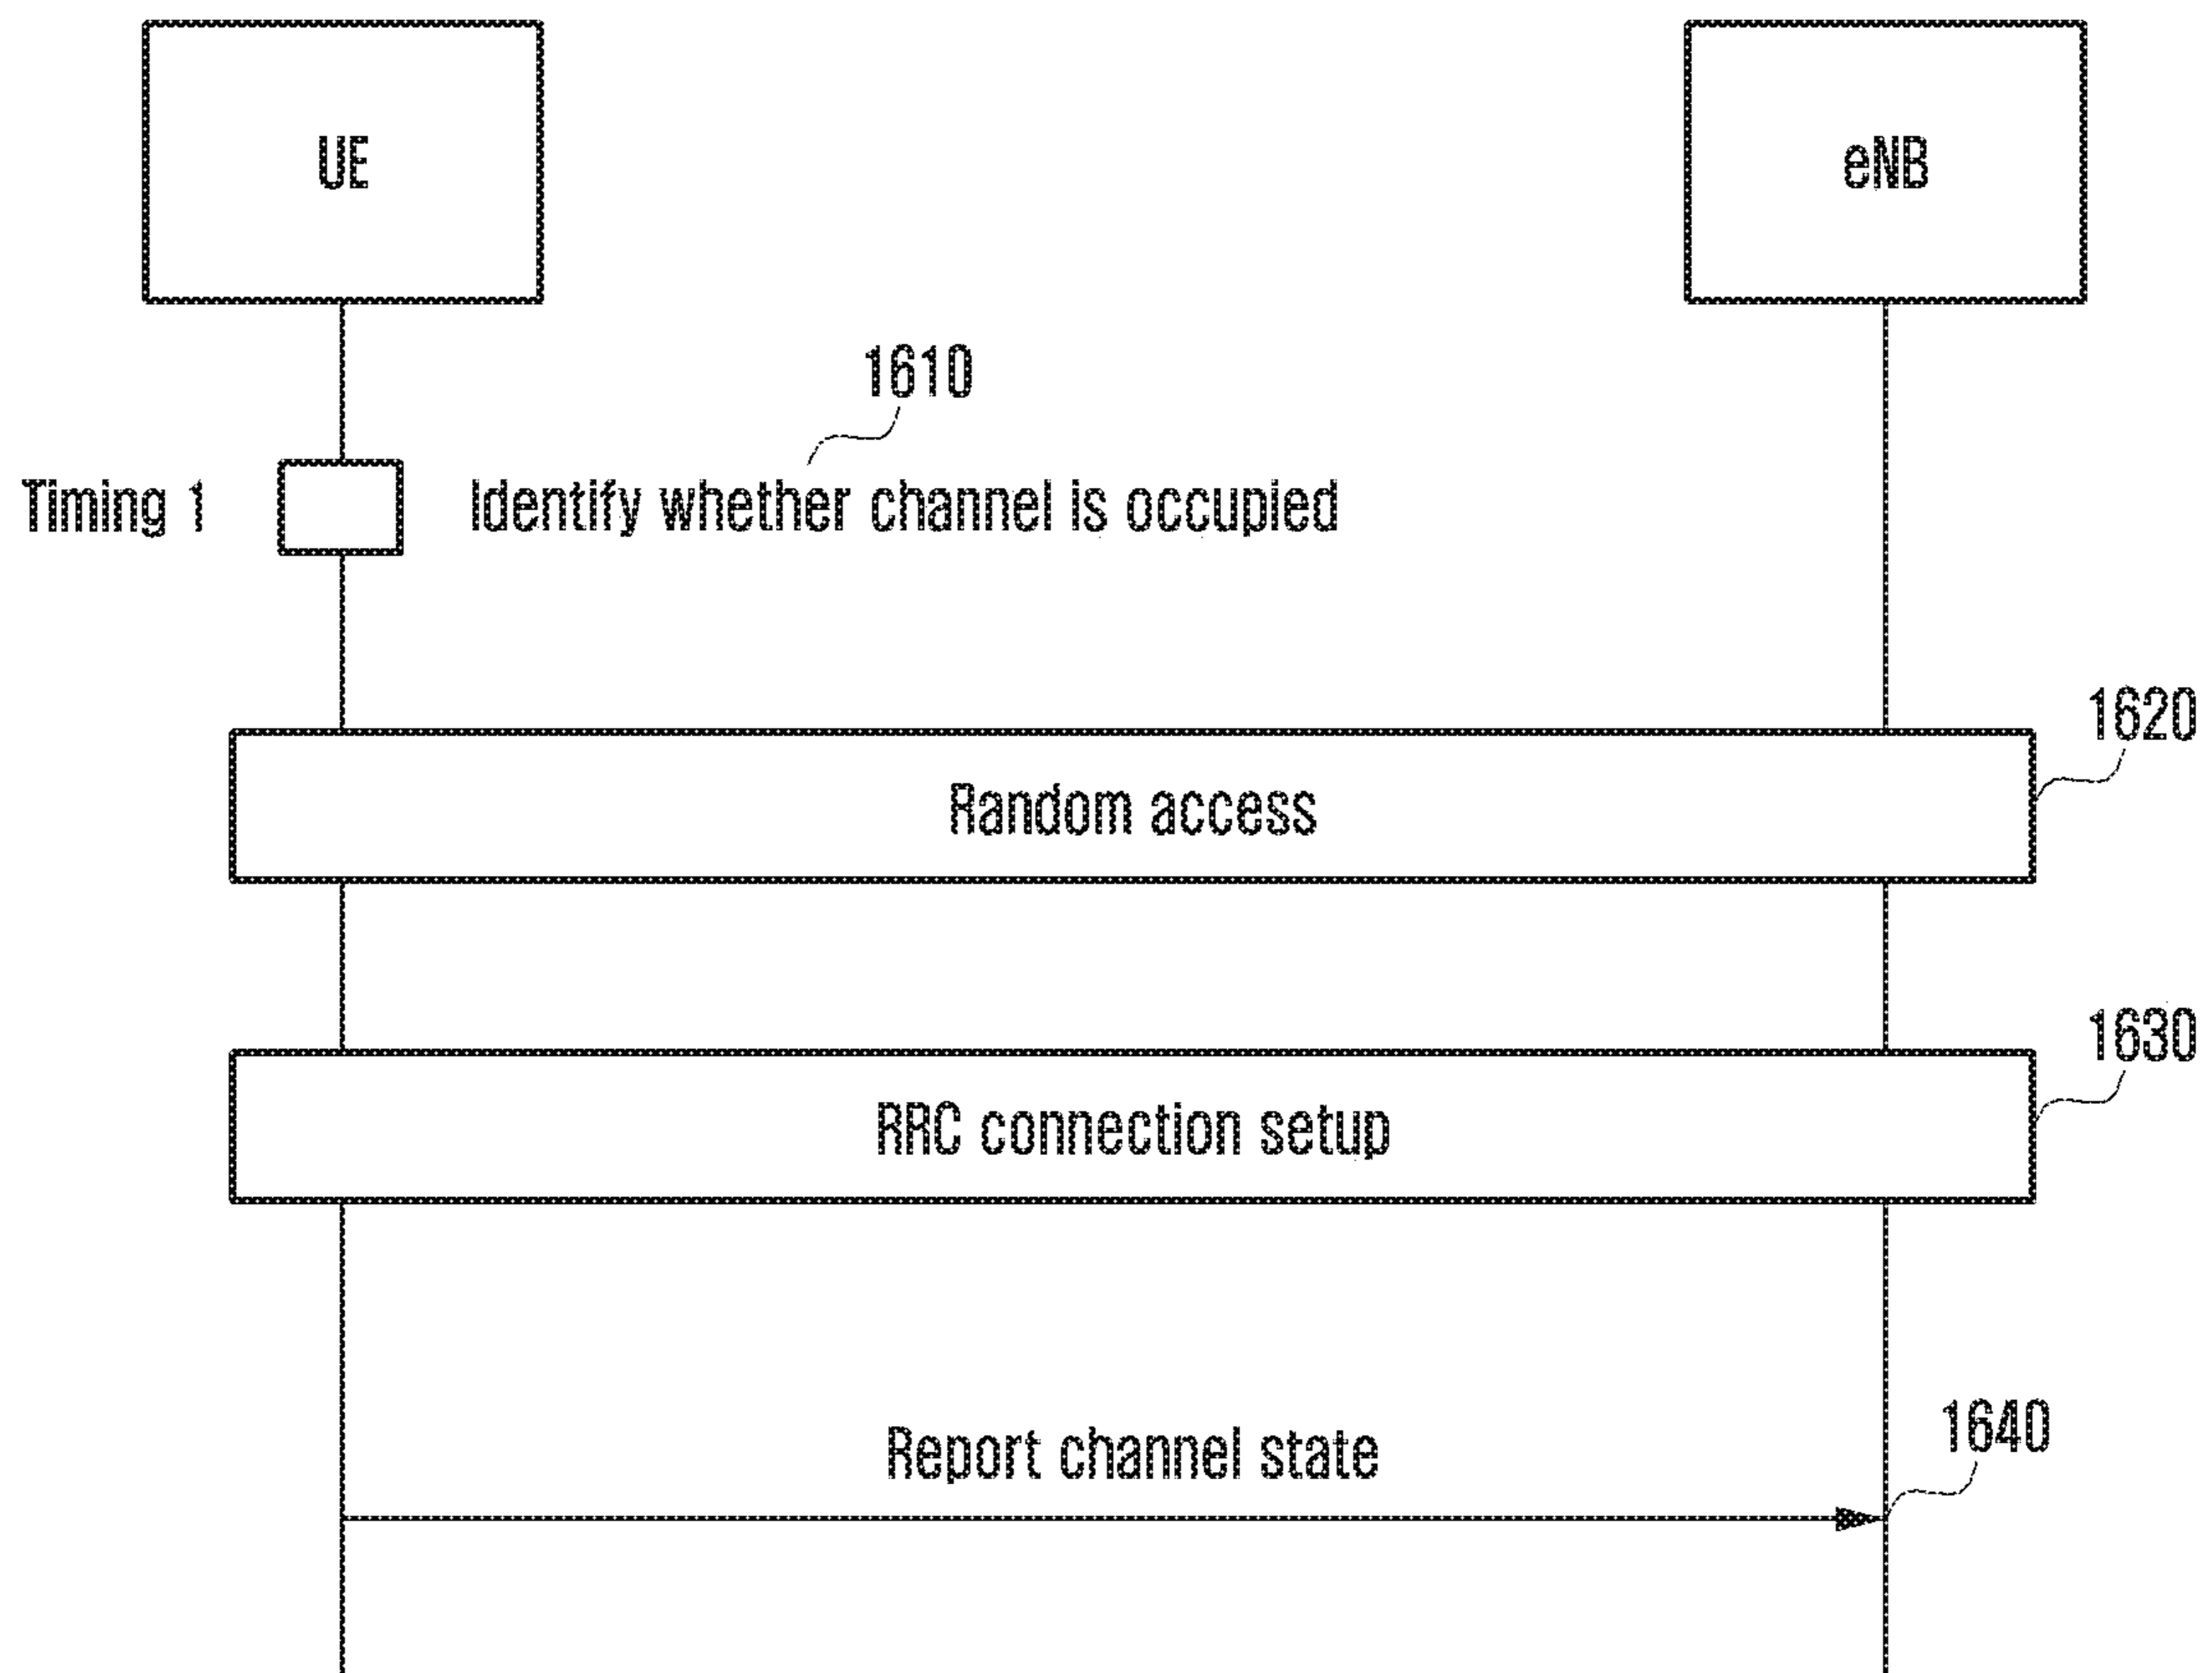 UE
eNB
1610
Timing 1
Identify whether channel is occupied
1620
Random access
1630
RRC connection setup
1640
Report channel state